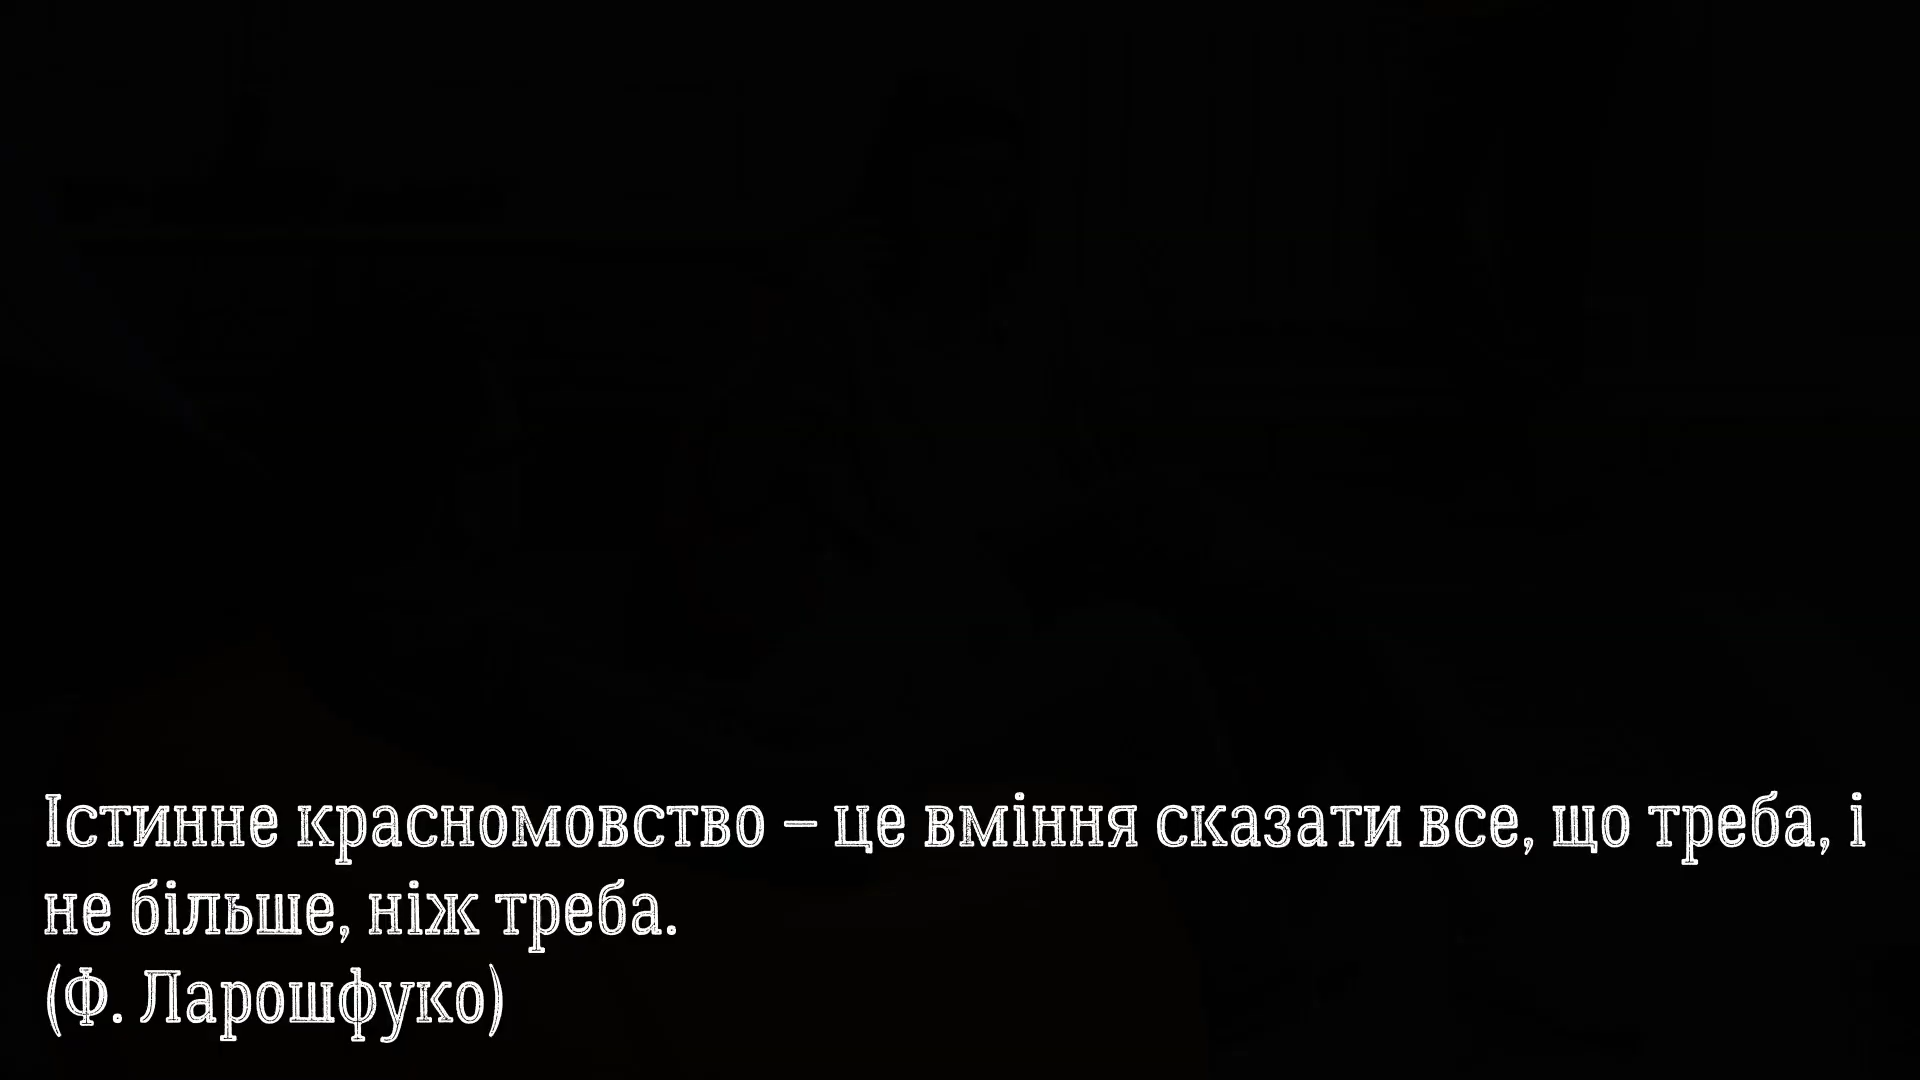 Істинне красномовство – це вміння сказати все, що треба, і
не більше, ніж треба.
(Ф. Ларошфуко)